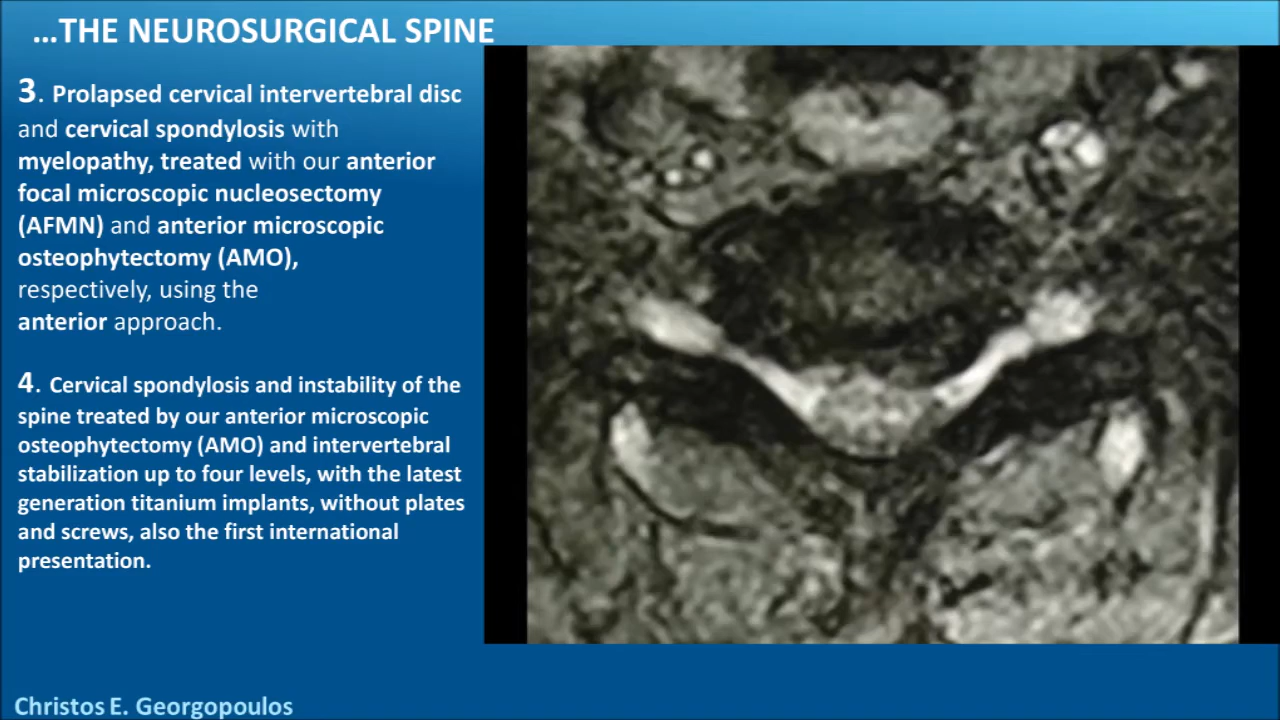 …THE NEUROSURGICAL SPINE
3. Prolapsed cervical intervertebral disc
and cervical spondylosis with
myelopathy, treated with our anterior
focal microscopic nucleosectomy
(AFMN) and anterior microscopic
osteophytectomy (AMO),
respectively, using the
anterior approach.
4. Cervical spondylosis and instability of the
spine treated by our anterior microscopic
osteophytectomy (AMO) and intervertebral
stabilization up to four levels, with the latest
generation titanium implants, without plates
and screws, also the first international
presentation.
Christos E. Georgopoulos